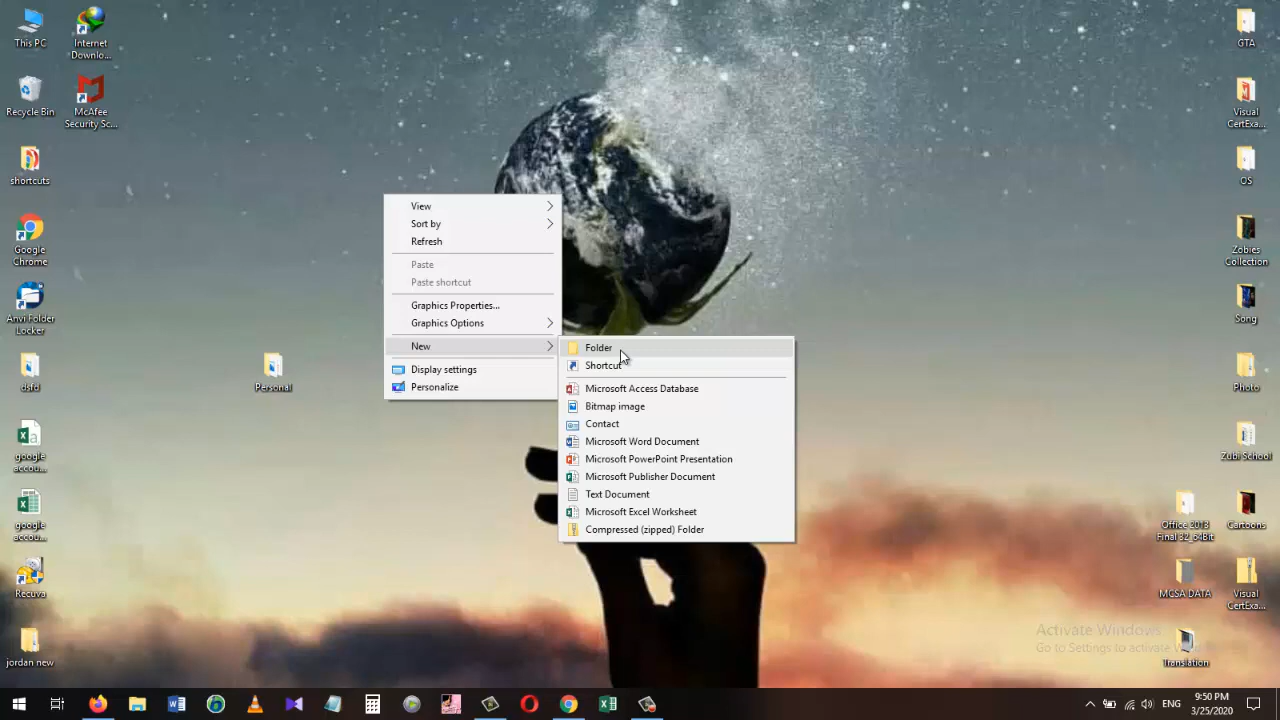 This PC
Internet
Downlo...
Recycle Bin
McAfee
Security Sc...
shortcuts
Google
Chrome
Anvi Folder
Locker
dsfd
google
accou...
google
accou...
Recuva
jordan new
Personal
View
Sort by
Refresh
Paste
Paste shortcut
Graphics Properties...
Graphics Options
New
Display settings
Personalize
Folder
Shortcut
Microsoft Access Database
Bitmap image
Contact
Microsoft Word Document
Microsoft PowerPoint Presentation
Microsoft Publisher Document
Text Document
Microsoft Excel Worksheet
Compressed (zipped) Folder
GTA
Visual
CertExa...
OS
Zobies
Collection
Song
Photo
Zubi School
Office 2013
Final 32_64Bit
Cartoons
MCSA DATA
Visual
CertExa...
Translation
Activate Windows
Go to Settings to activate
ENG
9:50 PM
3/25/2020